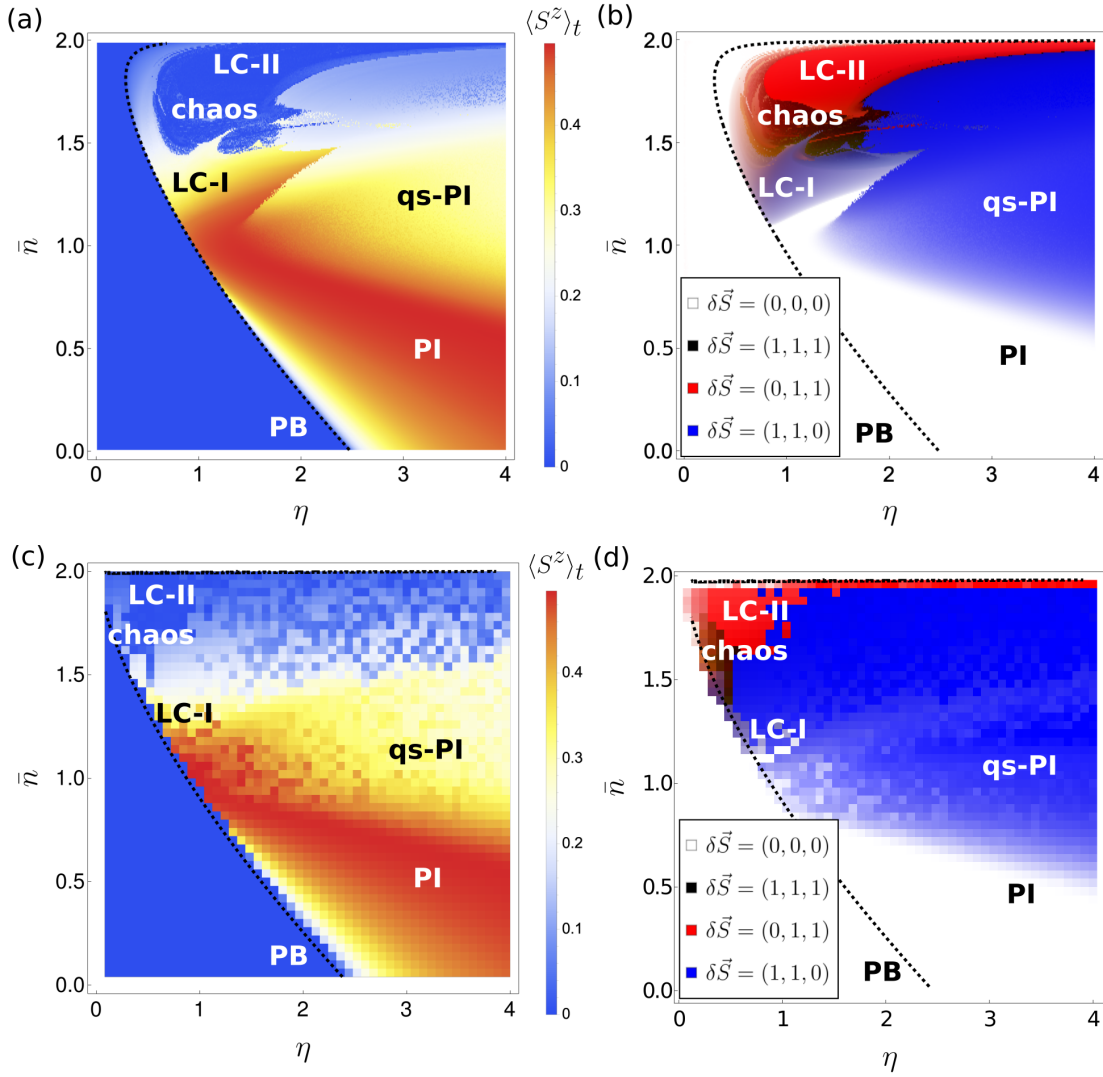 (a)
⟨S^z⟩_t
2.0
1.5
1.0
0.5
0.0
n̄
LC-II
chaos
LC-I
qs-PI
PI
PB
0
1
2
3
4
η
0.4
0.3
0.2
0.1
0
(b)
2.0
1.5
1.0
0.5
0.0
n̄
LC-II
chaos
LC-I
qs-PI
PI
PB
δS⃗ = (0, 0, 0)
δS⃗ = (1, 1, 1)
δS⃗ = (0, 1, 1)
δS⃗ = (1, 1, 0)
0
1
2
3
4
η
(c)
⟨S^z⟩_t
2.0
1.5
1.0
0.5
0.0
n̄
LC-II
chaos
LC-I
qs-PI
PI
PB
0
1
2
3
4
η
0.4
0.3
0.2
0.1
0
(d)
2.0
1.5
1.0
0.5
0.0
n̄
LC-II
chaos
LC-I
qs-PI
PI
PB
δS⃗ = (0, 0, 0)
δS⃗ = (1, 1, 1)
δS⃗ = (0, 1, 1)
δS⃗ = (1, 1, 0)
0
1
2
3
4
η